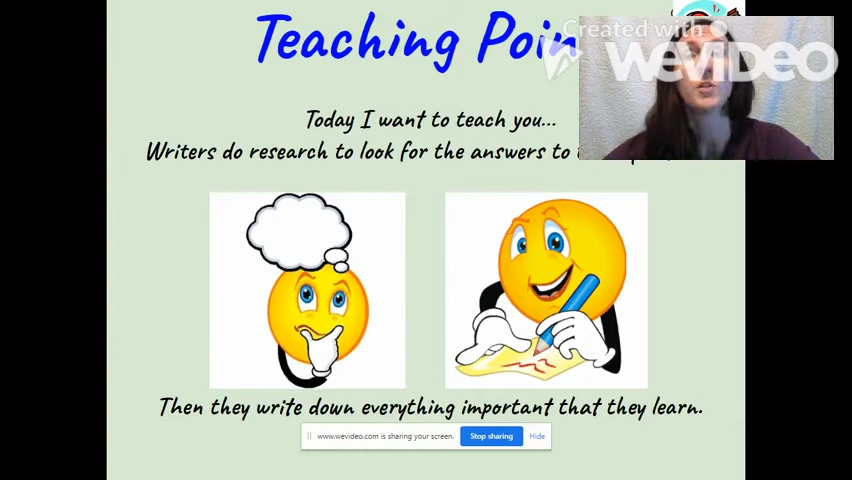 Teaching Poin
Created with
WeVideo
Today I want to teach you...
Writers do research to look for the answers to
Then they write down everything important that they learn.
www.wevideo.com is sharing your screen.
Stop sharing
Hide